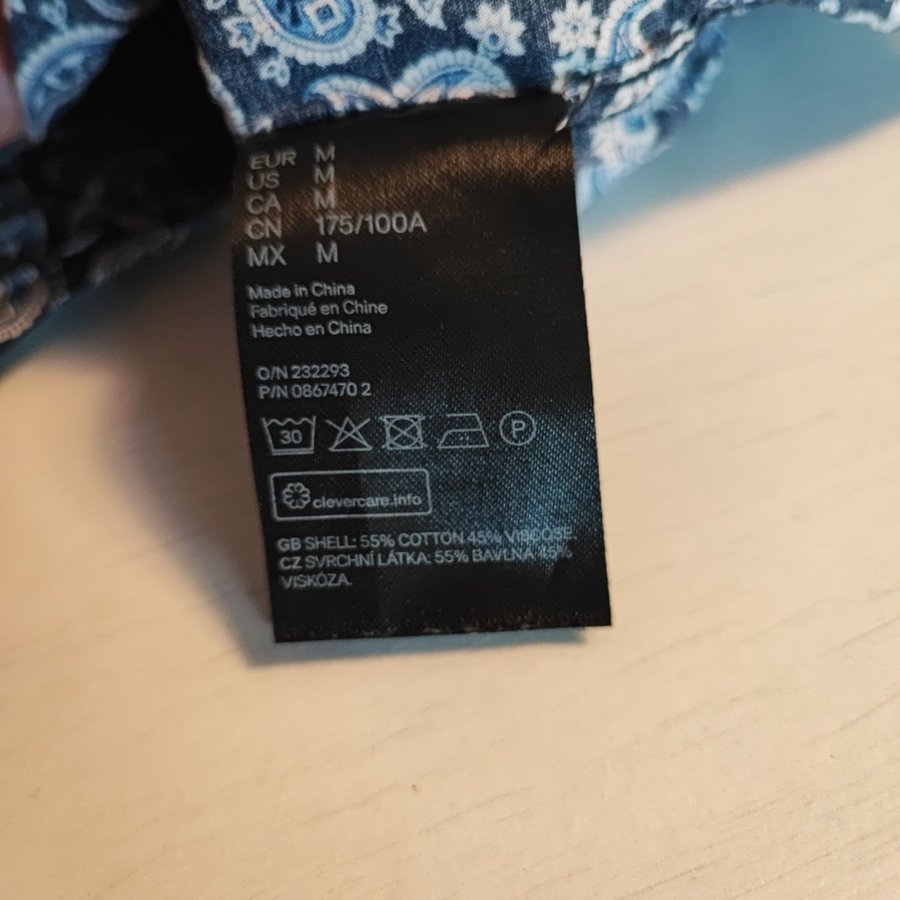 EUR M
US M
CA M
CN 175/100A
MX M
Made in China
Fabriqué en Chine
Hecho en China
O/N 232293
P/N 0867470 2
30 P
clevercare.info
GB SHELL: 55% COTTON 45% VISCOSE.
CZ SVRCHNÍ LÁTKA: 55% BAVLNA 45%
VISKÓZA.